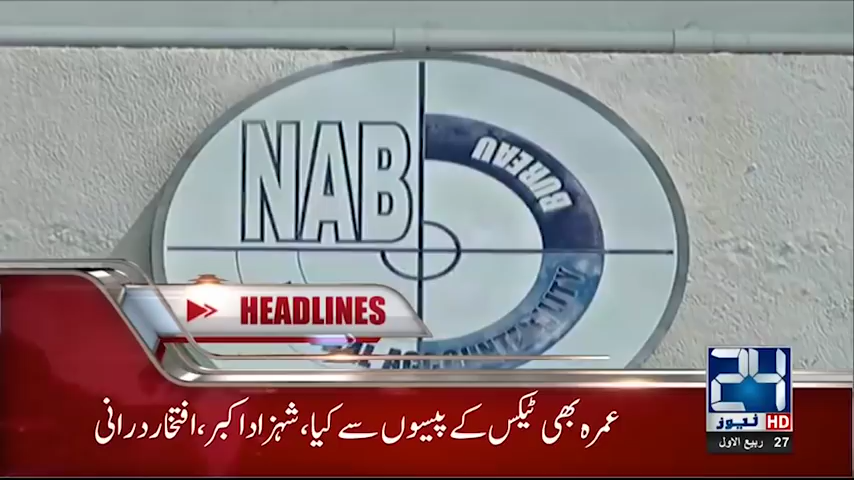 NAB
BUREAU
HEADLINES
عمرہ بھی ٹیکس کے پیسوں سے کیا، شہزاد اکبر، افتخار درانی
24
نیوز HD
27 ربیع الاول